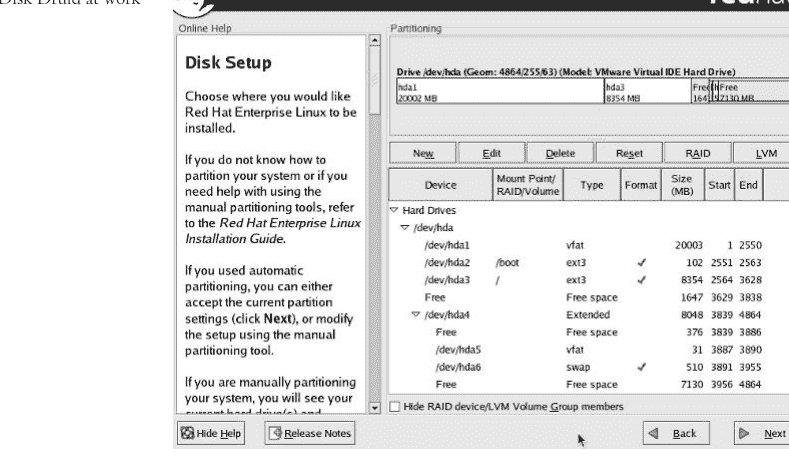 Disk Druid at work
Online Help
Disk Setup
Choose where you would like
Red Hat Enterprise Linux to be
installed.
If you do not know how to
partition your system or if you
need help with using the
manual partitioning tools, refer
to the Red Hat Enterprise Linux
Installation Guide.
If you used automatic
partitioning, you can either
accept the current partition
settings (click Next), or modify
the setup using the manual
partitioning tool.
If you are manually partitioning
your system, you will see your
current hard drive(s) and
Hide Help
Release Notes
Partitioning
Drive /dev/hda (Geom: 4864/255/63) (Model: VMware Virtual IDE Hard Drive)
hda1 hda3 Free Free
20002 MB 8354 MB 7130 MB
New Edit Delete Reset RAID LVM
Device Mount Point/ RAID/Volume Type Format Size (MB) Start End
Hard Drives
/dev/hda
/dev/hda1 vfat 20003 1 2550
/dev/hda2 /boot ext3 ✓ 102 2551 2563
/dev/hda3 / ext3 ✓ 8354 2564 3628
Free Free space 1647 3629 3838
/dev/hda4 Extended 8048 3839 4864
Free Free space 376 3839 3886
/dev/hda5 vfat 31 3887 3890
/dev/hda6 swap ✓ 510 3891 3955
Free Free space 7130 3956 4864
Hide RAID device/LVM Volume Group members
Back Next